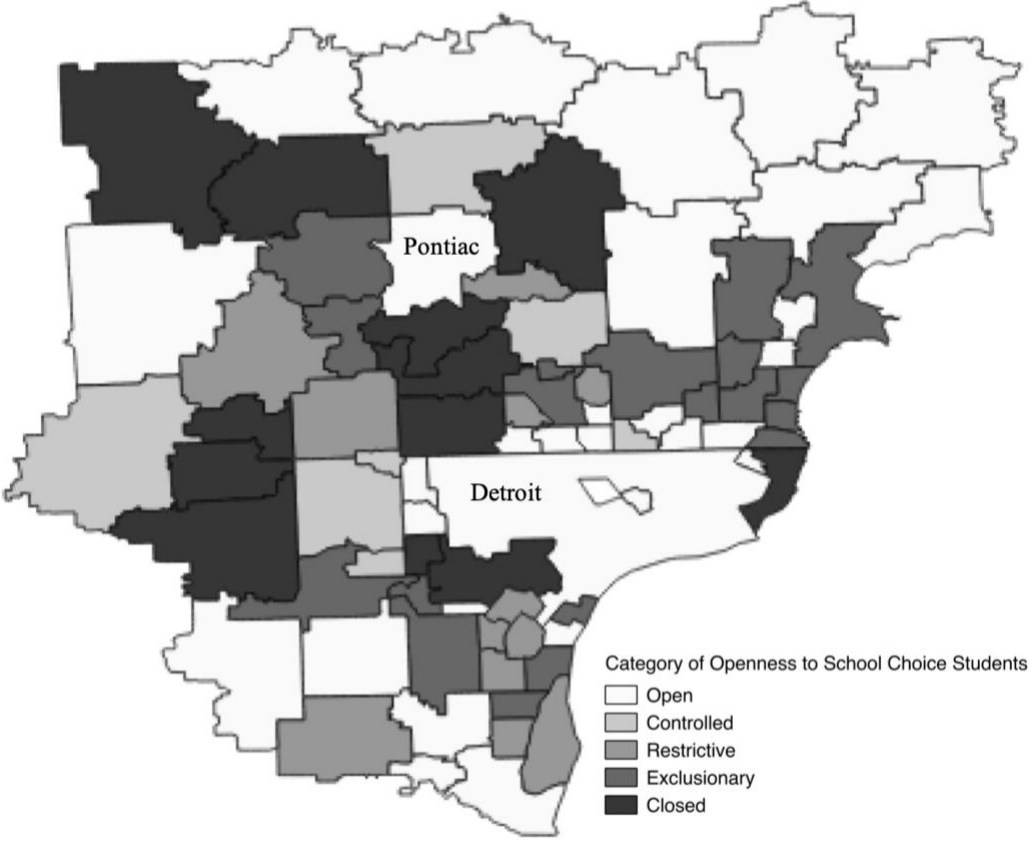 Pontiac
Detroit
Category of Openness to School Choice Students
Open
Controlled
Restrictive
Exclusionary
Closed